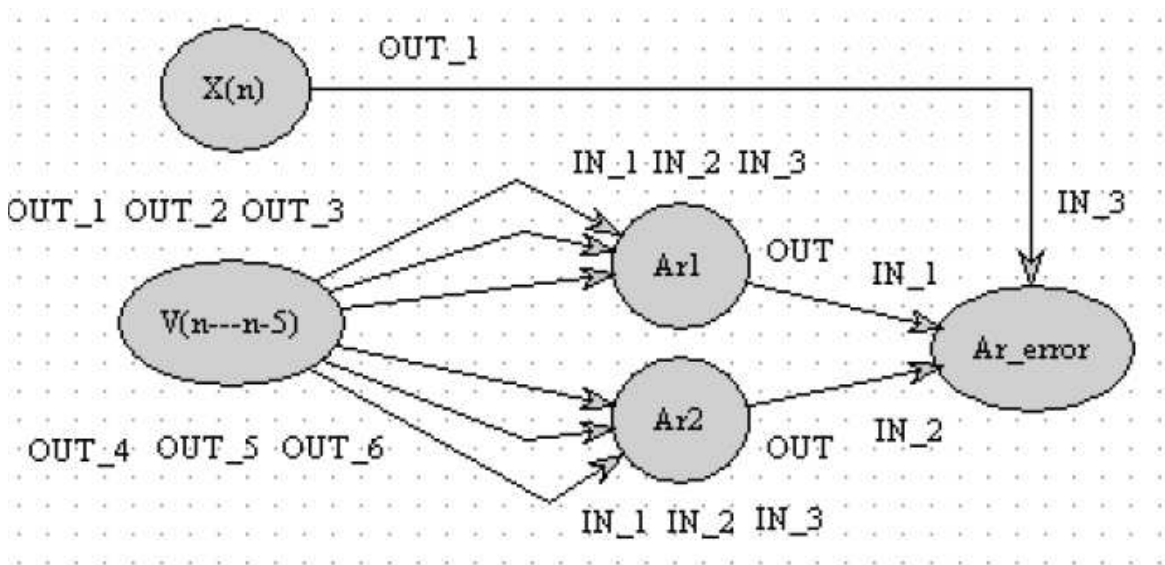 OUT_1
X(n)
IN_1 IN_2 IN_3
OUT_1 OUT_2 OUT_3
IN_3
Ar1
OUT
IN_1
V(n---n-5)
Ar_error
Ar2
OUT
IN_2
OUT_4 OUT_5 OUT_6
IN_1 IN_2 IN_3